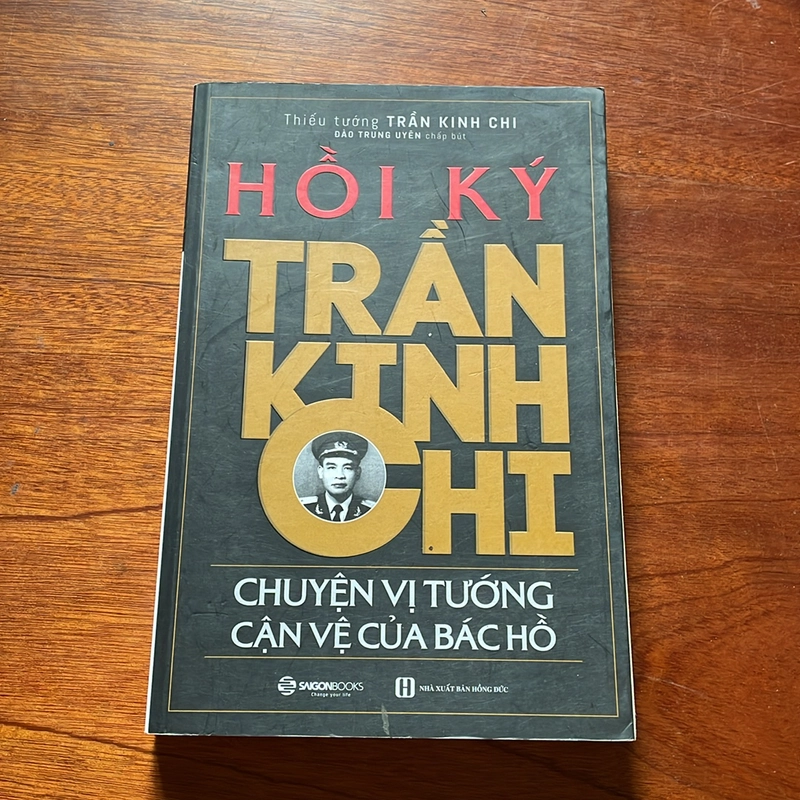 Thiếu tướng TRẦN KINH CHI
ĐÀO TRUNG UYÊN chấp bút
HỒI KÝ
TRẦN
KINH
CHI
CHUYỆN VỊ TƯỚNG
CẬN VỆ CỦA BÁC HỒ
SAIGONBOOKS
Change your life
NHÀ XUẤT BẢN HỒNG ĐỨC